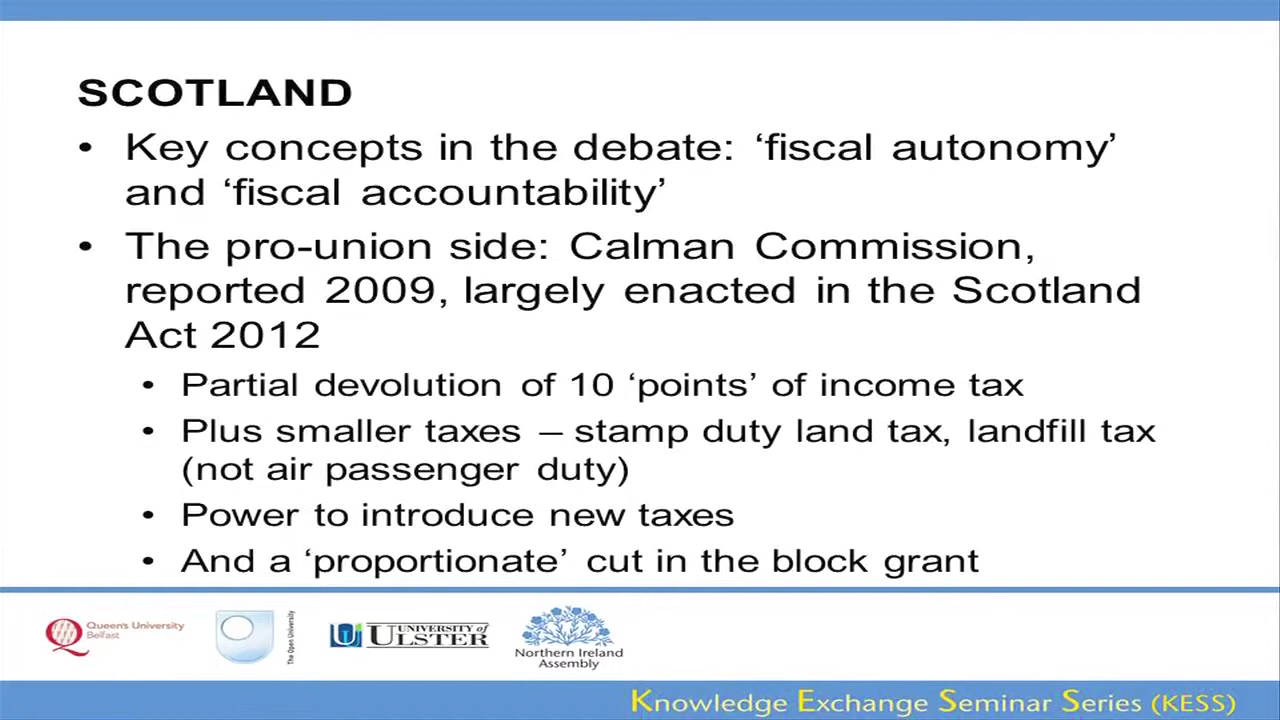 SCOTLAND
• Key concepts in the debate: ‘fiscal autonomy’
and ‘fiscal accountability’
• The pro-union side: Calman Commission,
reported 2009, largely enacted in the Scotland
Act 2012
• Partial devolution of 10 ‘points’ of income tax
• Plus smaller taxes – stamp duty land tax, landfill tax
(not air passenger duty)
• Power to introduce new taxes
• And a ‘proportionate’ cut in the block grant
Queen's University
Belfast
The Open University
UNIVERSITY of
ULSTER
Northern Ireland
Assembly
Knowledge Exchange Seminar Series (KESS)